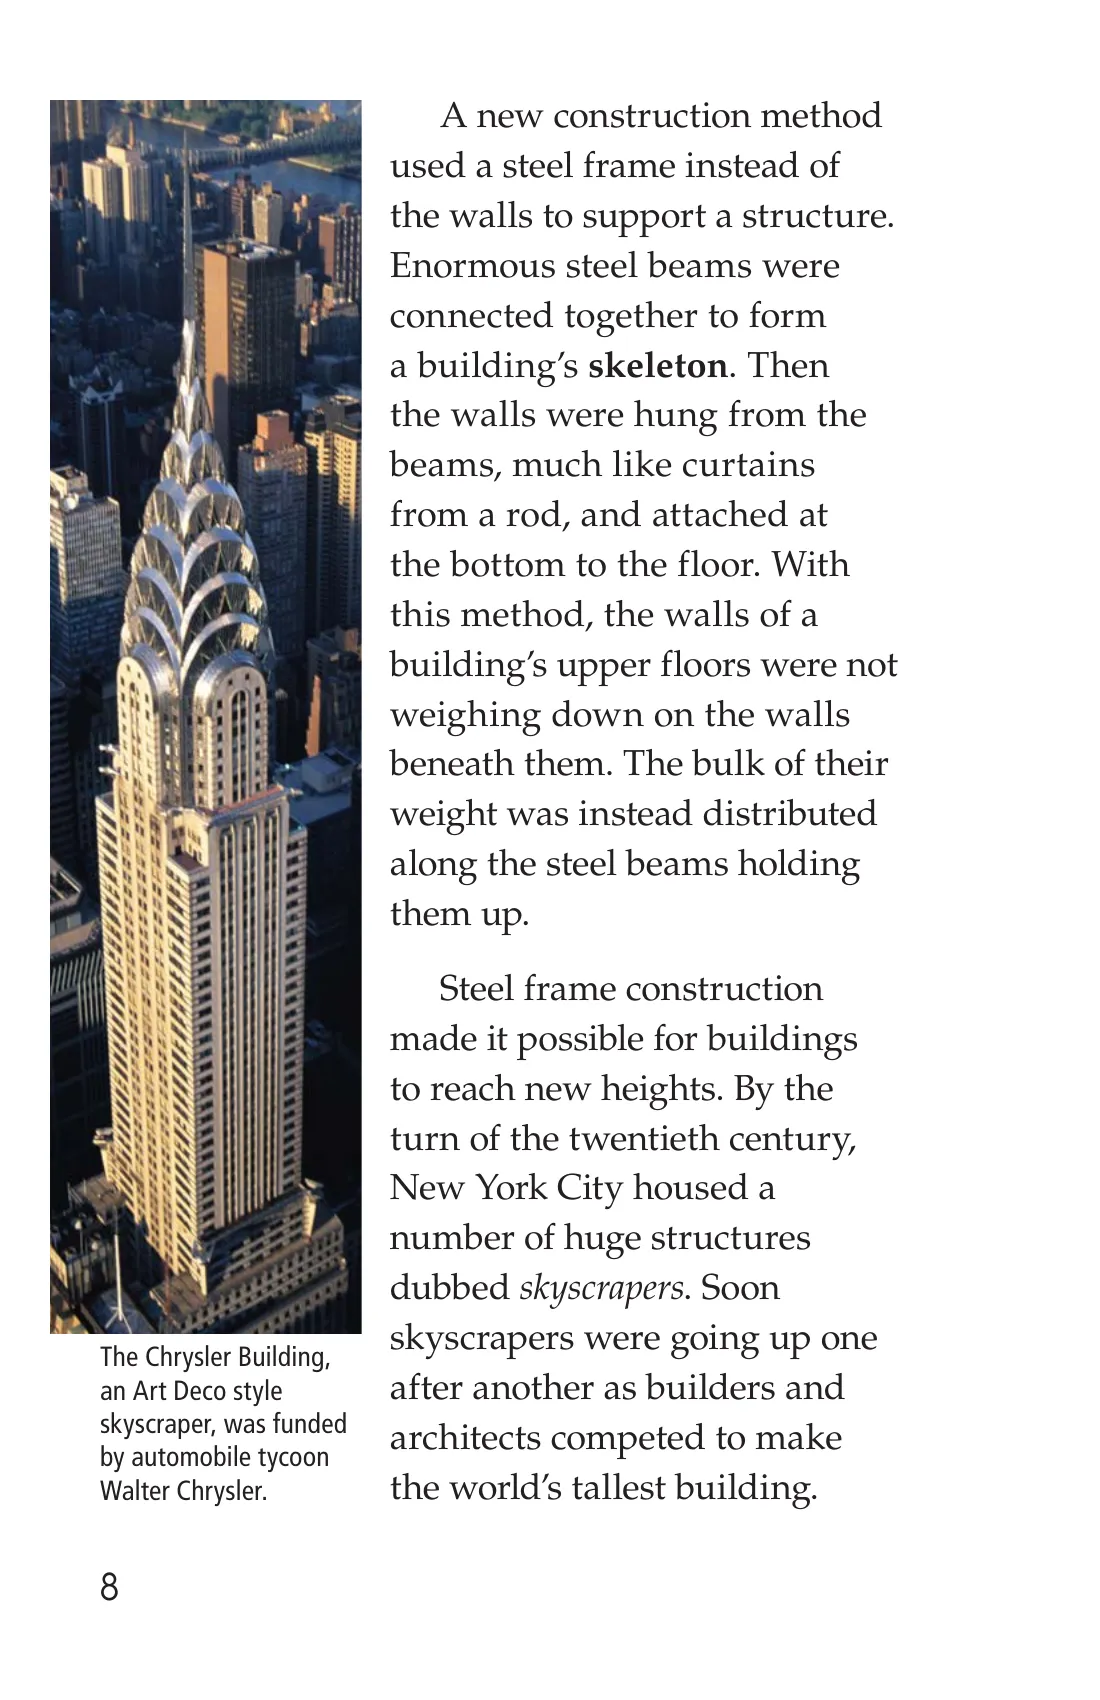 A new construction method
used a steel frame instead of
the walls to support a structure.
Enormous steel beams were
connected together to form
a building’s skeleton. Then
the walls were hung from the
beams, much like curtains
from a rod, and attached at
the bottom to the floor. With
this method, the walls of a
building’s upper floors were not
weighing down on the walls
beneath them. The bulk of their
weight was instead distributed
along the steel beams holding
them up.
Steel frame construction
made it possible for buildings
to reach new heights. By the
turn of the twentieth century,
New York City housed a
number of huge structures
dubbed skyscrapers. Soon
skyscrapers were going up one
after another as builders and
architects competed to make
the world’s tallest building.
The Chrysler Building,
an Art Deco style
skyscraper, was funded
by automobile tycoon
Walter Chrysler.
8